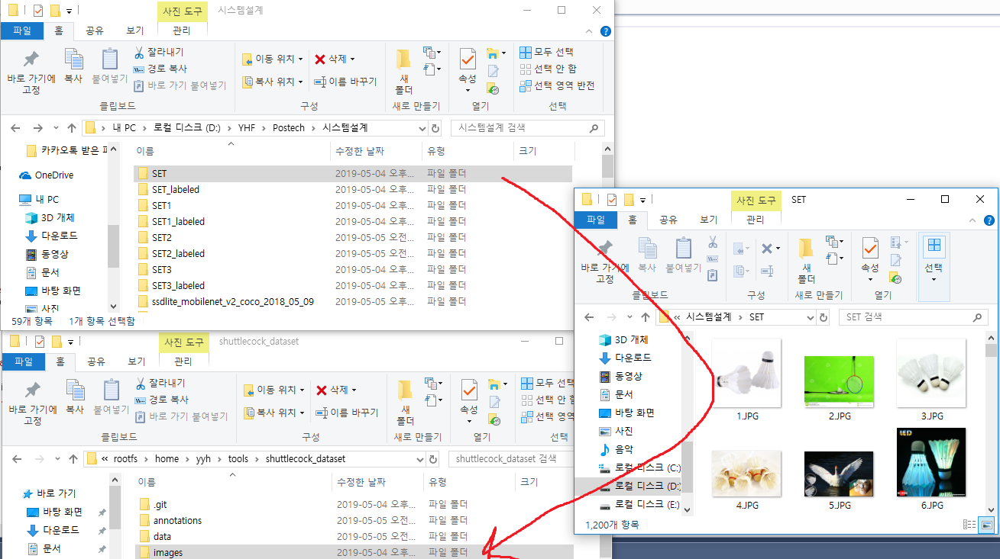 사진 도구 시스템설계
파일 홈 공유 보기 관리
바로 가기에 고정
복사
붙여넣기
잘라내기
경로 복사
바로 가기 붙여넣기
클립보드
이동 위치
복사 위치
삭제
이름 바꾸기
구성
새 폴더
새로 만들기
속성
열기
모두 선택
선택 안 함
선택 영역 반전
선택
내 PC › 로컬 디스크 (D:) › YHF › Postech › 시스템설계
시스템설계 검색
카카오톡 받은
OneDrive
내 PC
3D 개체
다운로드
동영상
문서
바탕 화면
사진
이름 수정한 날짜 유형 크기
SET 2019-05-04 오후... 파일 폴더
SET_labeled 2019-05-04 오후... 파일 폴더
SET1 2019-05-04 오후... 파일 폴더
SET1_labeled 2019-05-04 오후... 파일 폴더
SET2 2019-05-05 오전... 파일 폴더
SET2_labeled 2019-05-05 오전... 파일 폴더
SET3 2019-05-04 오후... 파일 폴더
SET3_labeled 2019-05-04 오후... 파일 폴더
ssdlite_mobilenet_v2_coco_2018_05_09 2019-05-04 오후... 파일 폴더
59개 항목 1개 항목 선택함
사진 도구 shuttlecock_dataset
파일 홈 공유 보기 관리
바로 가기에 고정
복사
붙여넣기
잘라내기
경로 복사
바로 가기 붙여넣기
클립보드
이동 위치
복사 위치
삭제
이름 바꾸기
구성
새 폴더
새로 만들기
속성
열기
모두 선택
선택 안 함
선택 영역
선택
« rootfs › home › yyh › tools › shuttlecock_dataset
shuttlecock_dataset 검색
바로 가기
바탕 화면
다운로드
문서
이름 수정한 날짜 유형 크기
.git 2019-05-04 오후... 파일 폴더
annotations 2019-05-05 오전... 파일 폴더
data 2019-05-05 오전... 파일 폴더
images 2019-05-04 오후... 파일 폴더
사진 도구 SET
파일 홈 공유 보기 관리
바로 가기에 고정
복사
붙여넣기
클립보드
구성
새 폴더
새로 만들기
속성
열기
선택
« 시스템설계 › SET
SET 검색
3D 개체
다운로드
동영상
문서
바탕 화면
사진
음악
로컬 디스크 (C:)
로컬 디스크 (D:)
로컬 디스크 (E:)
LED
1.JPG 2.JPG 3.JPG
4.JPG 5.JPG 6.JPG
1,200개 항목